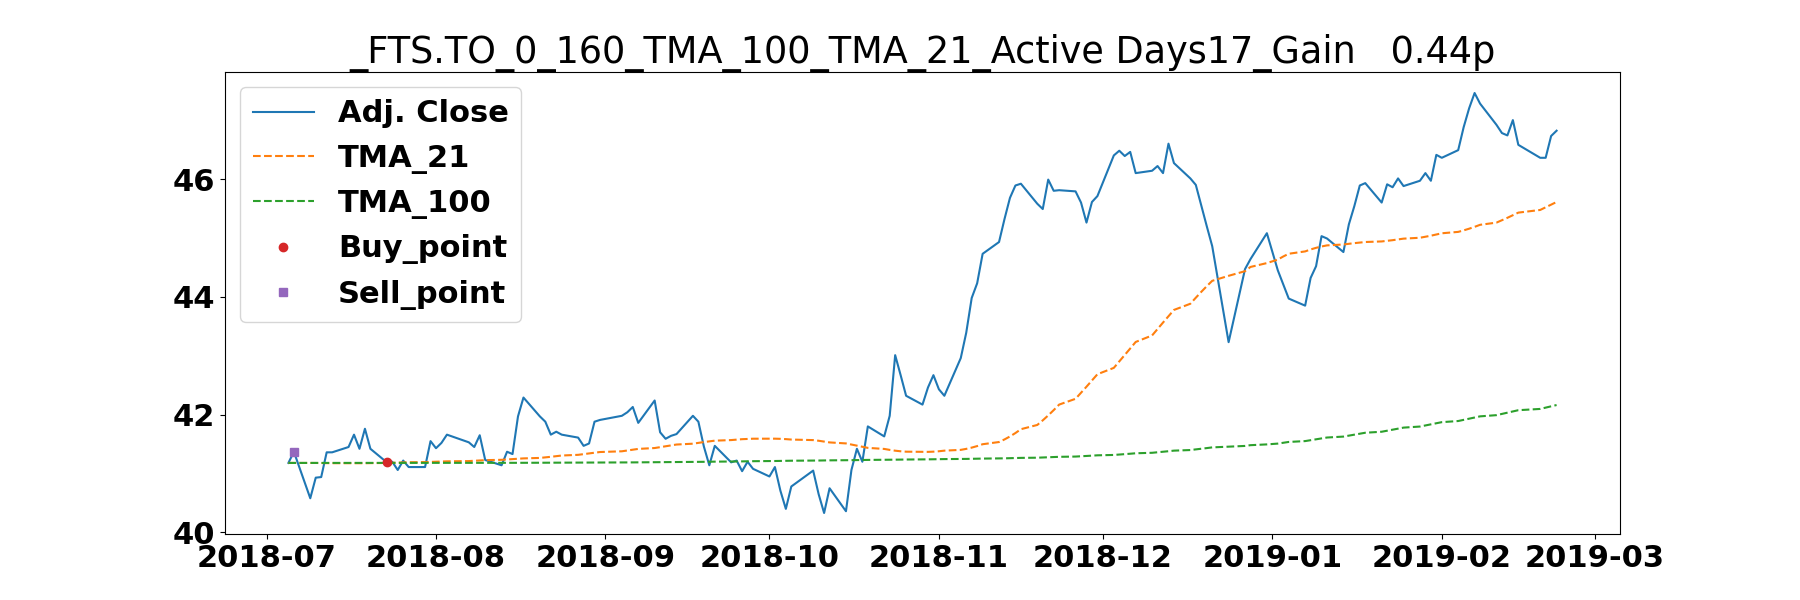 _FTS.TO_0_160_TMA_100_TMA_21_Active Days17_Gain   0.44p
Adj. Close
TMA_21
TMA_100
Buy_point
Sell_point
46
44
42
40
2018-07 2018-08 2018-09 2018-10 2018-11 2018-12 2019-01 2019-02 2019-03